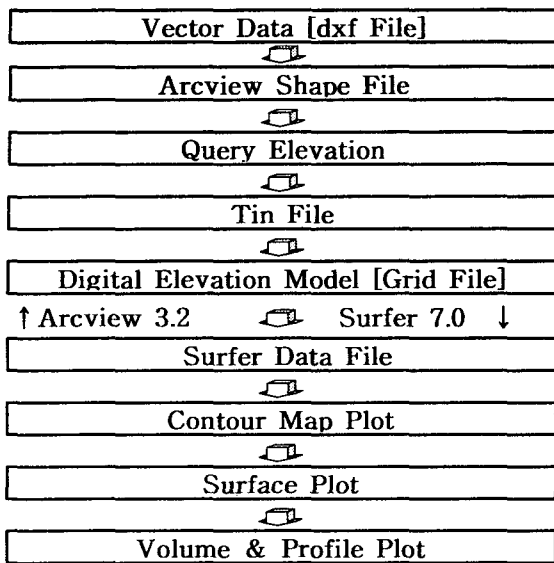 Vector Data [dxf File]
Arcview Shape File
Query Elevation
Tin File
Digital Elevation Model [Grid File]
↑ Arcview 3.2 Surfer 7.0 ↓
Surfer Data File
Contour Map Plot
Surface Plot
Volume & Profile Plot